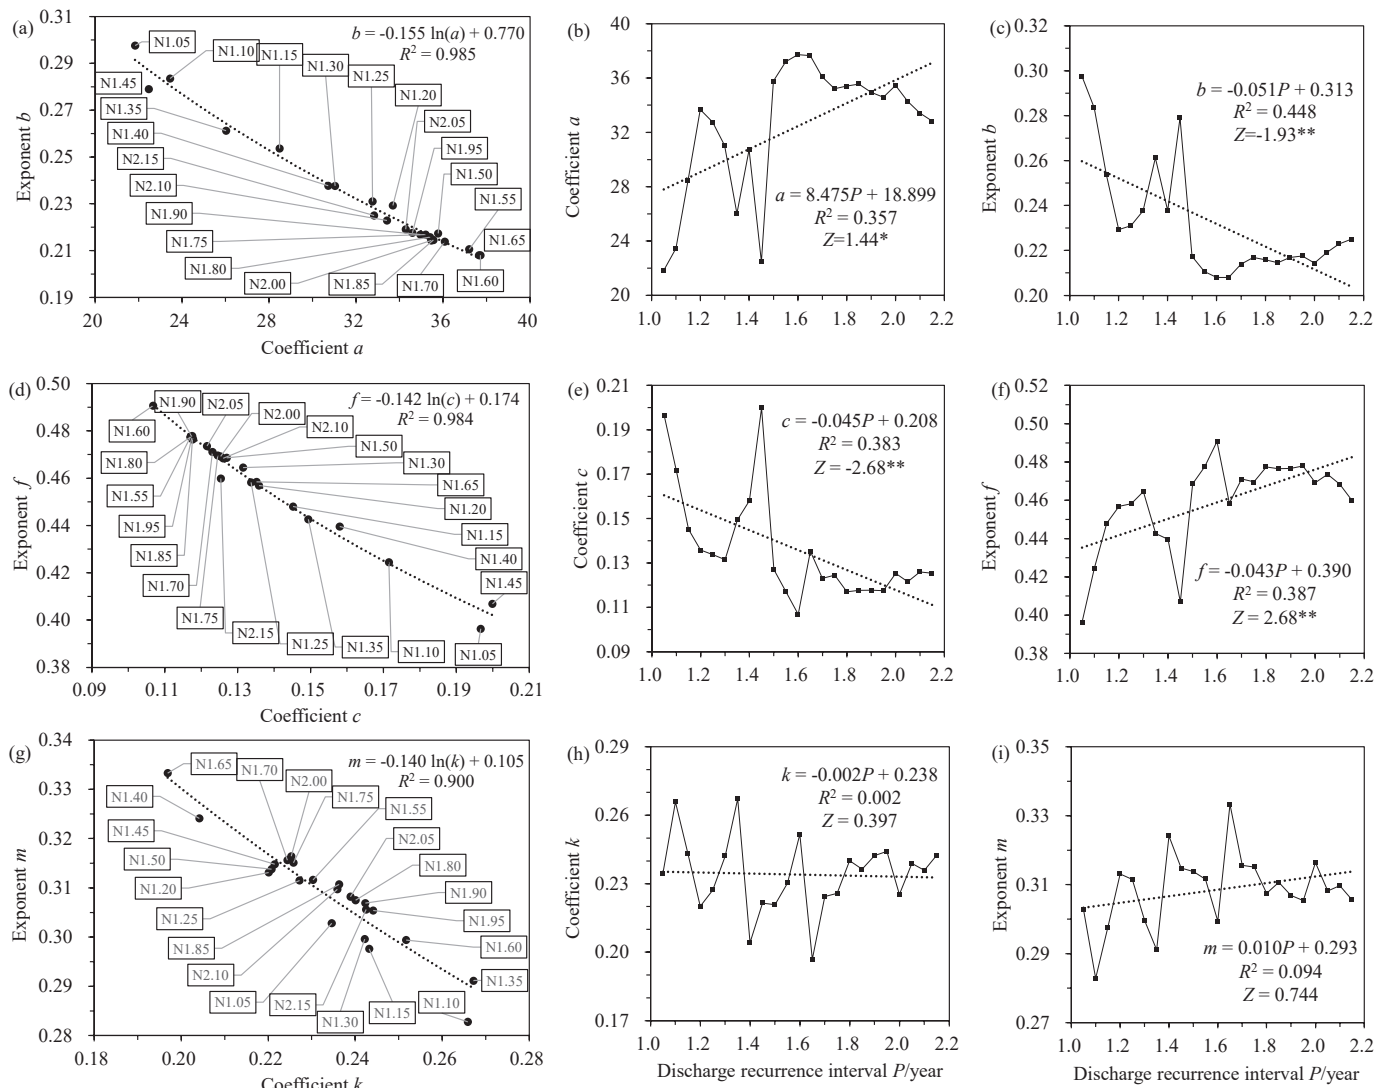 (a)
0.31
0.29
0.27
0.25
0.23
0.21
0.19
Exponent b
b = -0.155 ln(a) + 0.770
R² = 0.985
N1.05
N1.10
N1.15
N1.30
N1.25
N1.20
N2.05
N1.95
N1.50
N1.55
N1.65
N1.60
N1.45
N1.35
N1.40
N2.15
N2.10
N1.90
N1.75
N1.80
N2.00
N1.85
N1.70
20 24 28 32 36 40
Coefficient a
(b)
40
36
32
28
24
20
Coefficient a
a = 8.475P + 18.899
R² = 0.357
Z=1.44*
1.0 1.2 1.4 1.6 1.8 2.0 2.2
(c)
0.32
0.30
0.28
0.26
0.24
0.22
0.20
Exponent b
b = -0.051P + 0.313
R² = 0.448
Z=-1.93**
1.0 1.2 1.4 1.6 1.8 2.0 2.2
(d)
0.50
0.48
0.46
0.44
0.42
0.40
0.38
Exponent f
f = -0.142 ln(c) + 0.174
R² = 0.984
N1.90
N2.05
N2.00
N2.10
N1.50
N1.30
N1.65
N1.20
N1.15
N1.40
N1.45
N1.60
N1.80
N1.55
N1.95
N1.85
N1.70
N1.75
N2.15
N1.25
N1.35
N1.10
N1.05
0.09 0.11 0.13 0.15 0.17 0.19 0.21
Coefficient c
(e)
0.21
0.19
0.17
0.15
0.13
0.11
0.09
Coefficient c
c = -0.045P + 0.208
R² = 0.383
Z = -2.68**
1.0 1.2 1.4 1.6 1.8 2.0 2.2
(f)
0.52
0.50
0.48
0.46
0.44
0.42
0.40
0.38
Exponent f
f = -0.043P + 0.390
R² = 0.387
Z = 2.68**
1.0 1.2 1.4 1.6 1.8 2.0 2.2
(g)
0.34
0.33
0.32
0.31
0.30
0.29
0.28
Exponent m
m = -0.140 ln(k) + 0.105
R² = 0.900
N1.65
N1.70
N2.00
N1.75
N1.55
N2.05
N1.80
N1.90
N1.95
N1.60
N1.35
N1.40
N1.45
N1.50
N1.20
N1.25
N1.85
N2.10
N1.05
N2.15
N1.30
N1.15
N1.10
0.18 0.20 0.22 0.24 0.26 0.28
Coefficient k
(h)
0.29
0.26
0.23
0.20
0.17
Coefficient k
k = -0.002P + 0.238
R² = 0.002
Z = 0.397
1.0 1.2 1.4 1.6 1.8 2.0 2.2
Discharge recurrence interval P/year
(i)
0.35
0.33
0.31
0.29
0.27
Exponent m
m = 0.010P + 0.293
R² = 0.094
Z = 0.744
1.0 1.2 1.4 1.6 1.8 2.0 2.2
Discharge recurrence interval P/year